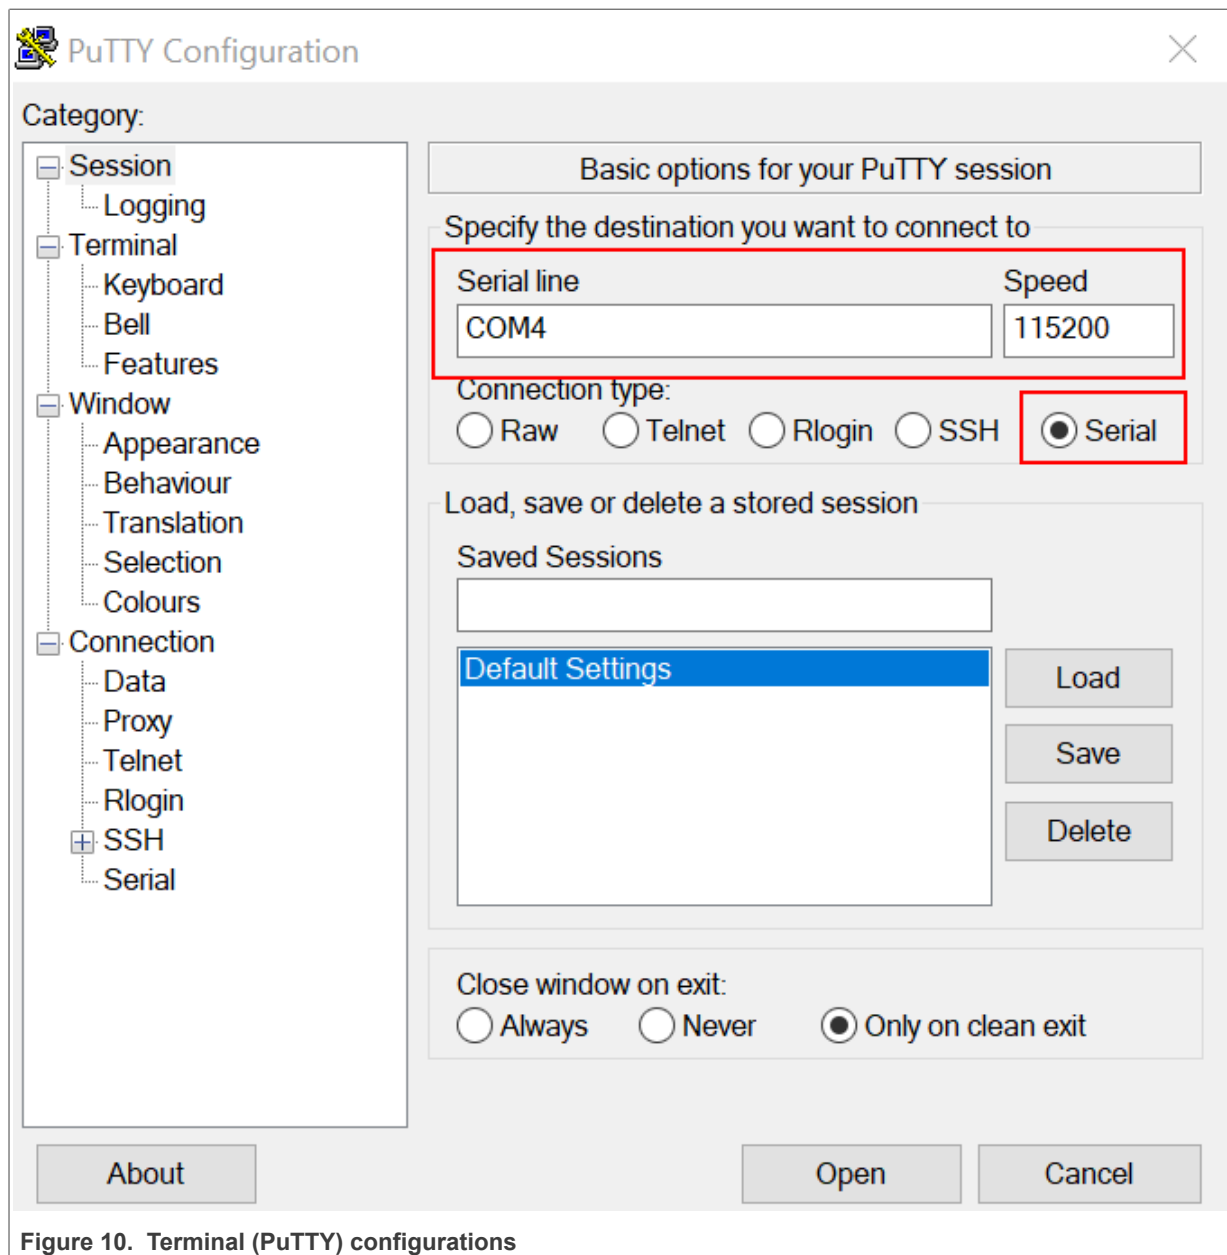 PuTTY Configuration
Category:
Session
Logging
Terminal
Keyboard
Bell
Features
Window
Appearance
Behaviour
Translation
Selection
Colours
Connection
Data
Proxy
Telnet
Rlogin
SSH
Serial
Basic options for your PuTTY session
Specify the destination you want to connect to
Serial line Speed
COM4 115200
Connection type:
Raw Telnet Rlogin SSH Serial
Load, save or delete a stored session
Saved Sessions
Default Settings
Load
Save
Delete
Close window on exit:
Always Never Only on clean exit
About Open Cancel
Figure 10. Terminal (PuTTY) configurations